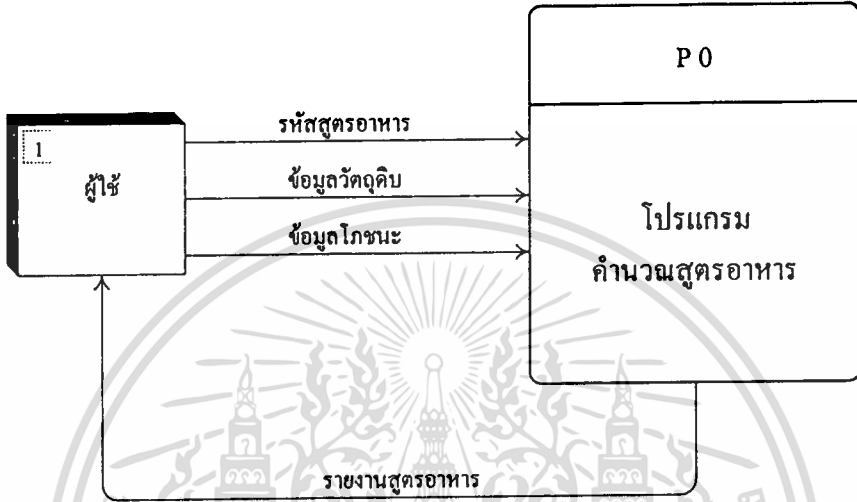 P 0
1
ผู้ใช้
รหัสสูตรอาหาร
ข้อมูลวัตถุดิบ
ข้อมูลโภชนะ
โปรแกรม
คำนวณสูตรอาหาร
รายงานสูตรอาหาร